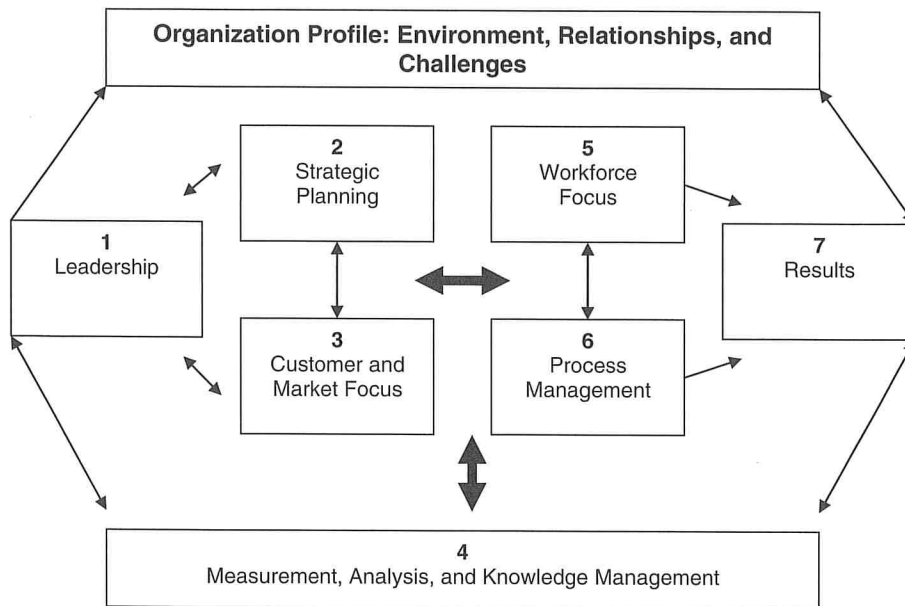 Organization Profile: Environment, Relationships, and
Challenges
2
Strategic
Planning
5
Workforce
Focus
1
Leadership
7
Results
3
Customer and
Market Focus
6
Process
Management
4
Measurement, Analysis, and Knowledge Management